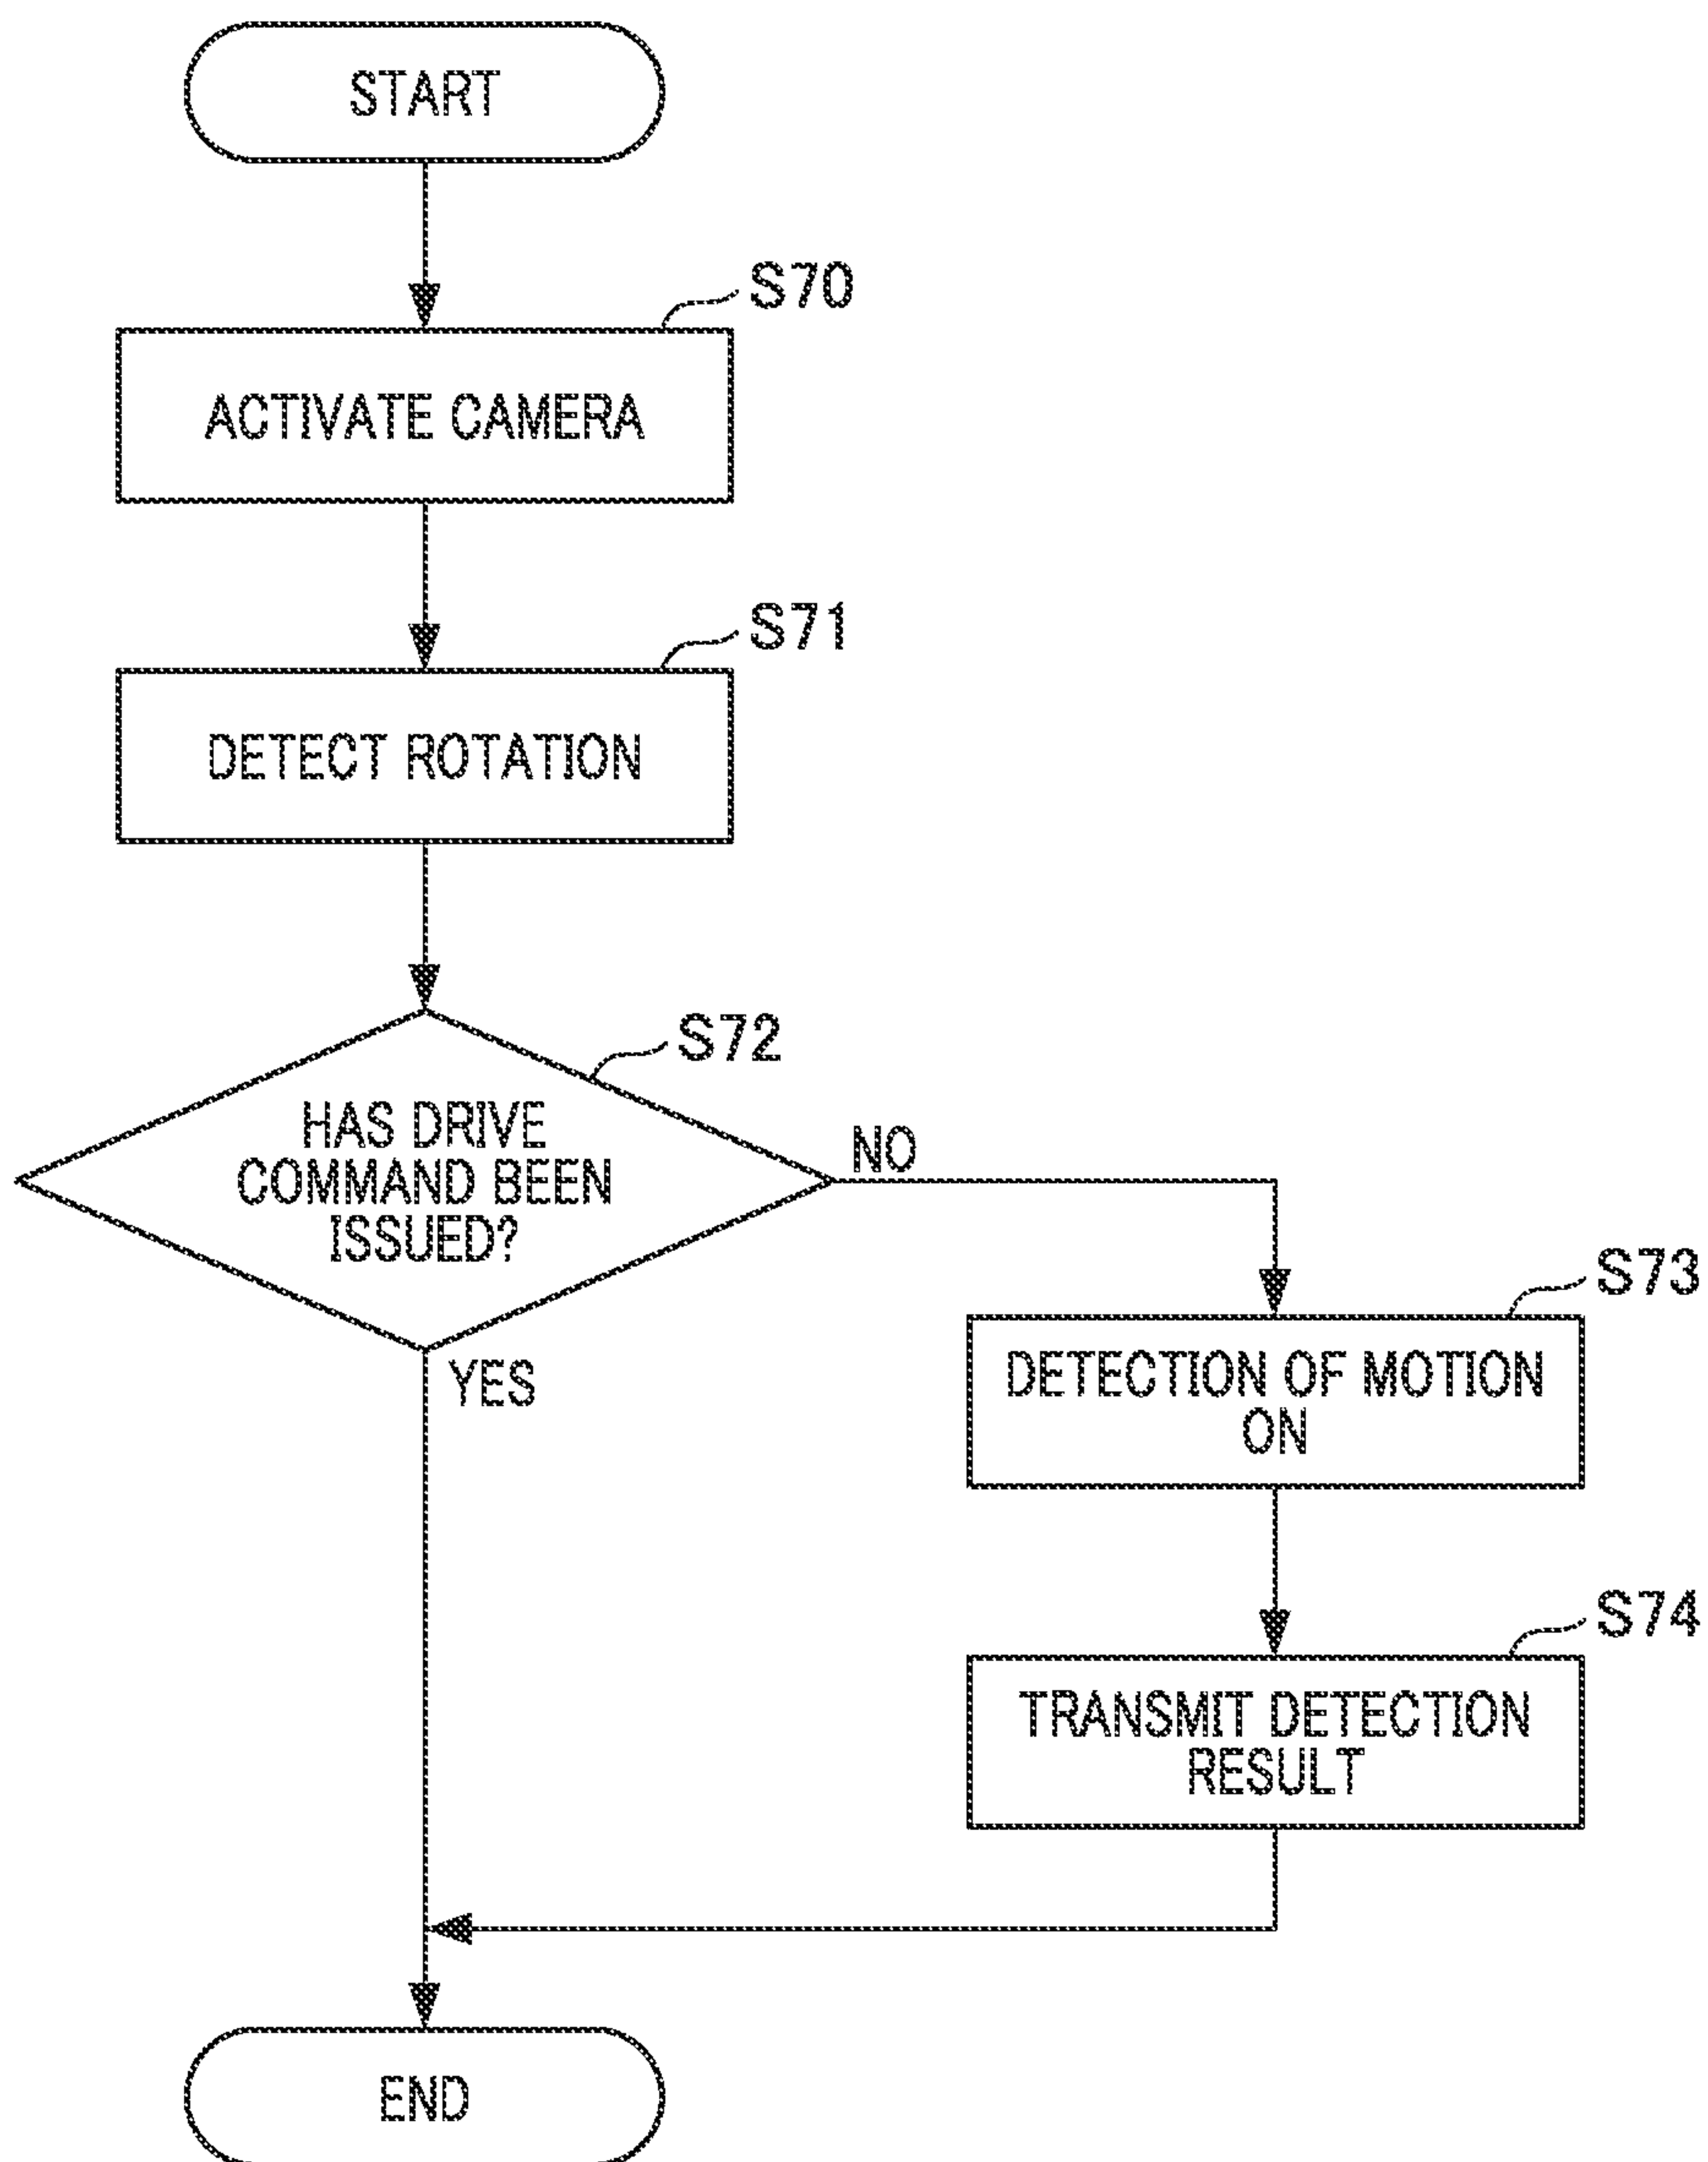 START
S70
ACTIVATE CAMERA
S71
DETECT ROTATION
S72
HAS DRIVE
COMMAND BEEN
ISSUED?
NO
YES
S73
DETECTION OF MOTION
ON
S74
TRANSMIT DETECTION
RESULT
END